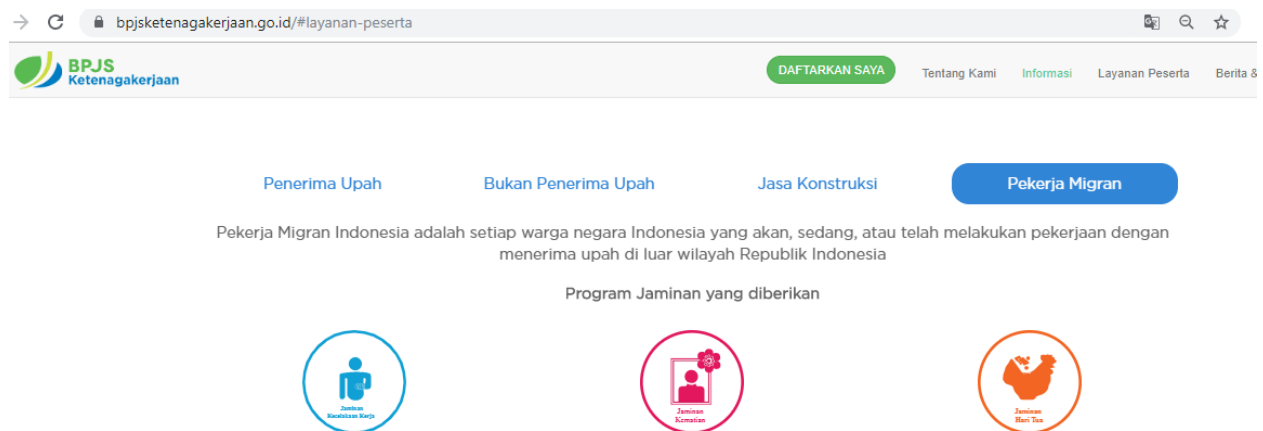 bpjsketenagakerjaan.go.id/#layanan-peserta
BPJS
Ketenagakerjaan
DAFTARKAN SAYA
Tentang Kami
Informasi
Layanan Peserta
Berita &
Penerima Upah
Bukan Penerima Upah
Jasa Konstruksi
Pekerja Migran
Pekerja Migran Indonesia adalah setiap warga negara Indonesia yang akan, sedang, atau telah melakukan pekerjaan dengan
menerima upah di luar wilayah Republik Indonesia
Program Jaminan yang diberikan
Jaminan
Kecelakaan Kerja
Jaminan
Kematian
Jaminan
Hari Tua